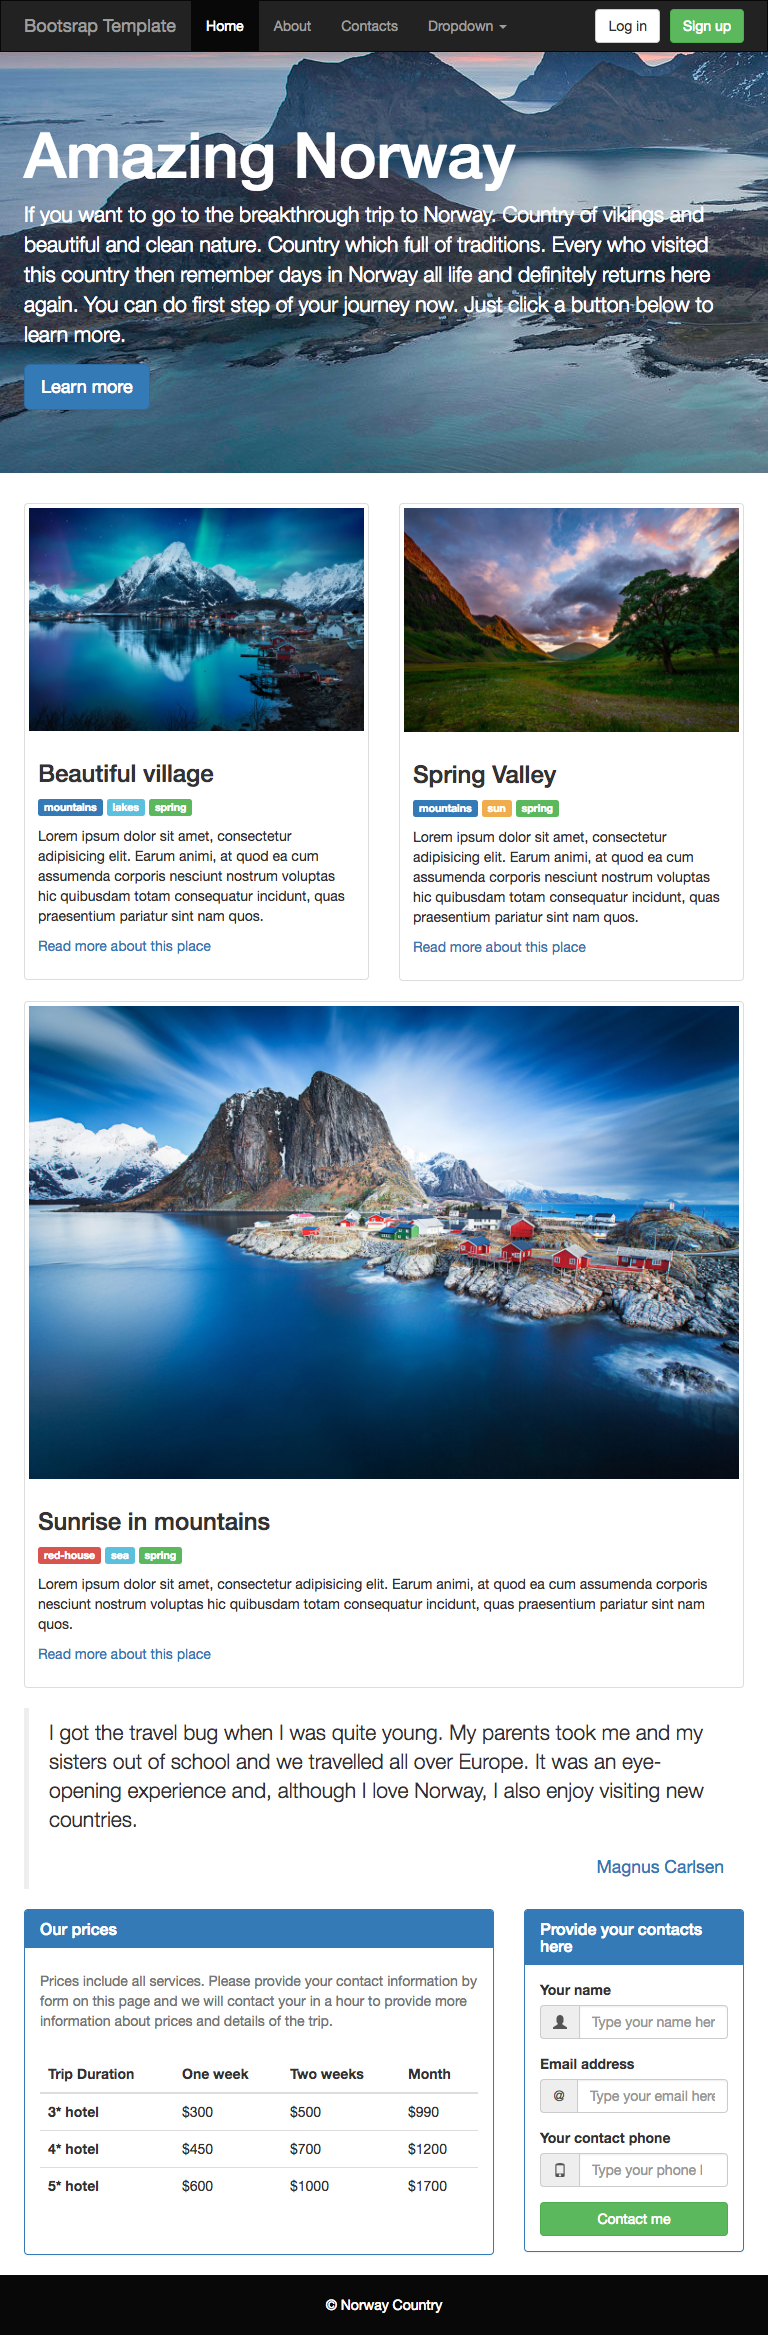 Bootsrap Template Home About Contacts Dropdown Log in Sign up
Amazing Norway
If you want to go to the breakthrough trip to Norway. Country of vikings and
beautiful and clean nature. Country which full of traditions. Every who visited
this country then remember days in Norway all life and definitely returns here
again. You can do first step of your journey now. Just click a button below to
learn more.
Learn more
Beautiful village
mountains lakes spring
Lorem ipsum dolor sit amet, consectetur
adipisicing elit. Earum animi, at quod ea cum
assumenda corporis nesciunt nostrum voluptas
hic quibusdam totam consequatur incidunt, quas
praesentium pariatur sint nam quos.
Read more about this place
Spring Valley
mountains sun spring
Lorem ipsum dolor sit amet, consectetur
adipisicing elit. Earum animi, at quod ea cum
assumenda corporis nesciunt nostrum voluptas
hic quibusdam totam consequatur incidunt, quas
praesentium pariatur sint nam quos.
Read more about this place
Sunrise in mountains
red-house sea spring
Lorem ipsum dolor sit amet, consectetur adipisicing elit. Earum animi, at quod ea cum assumenda corporis
nesciunt nostrum voluptas hic quibusdam totam consequatur incidunt, quas praesentium pariatur sint nam
quos.
Read more about this place
I got the travel bug when I was quite young. My parents took me and my
sisters out of school and we travelled all over Europe. It was an eye-
opening experience and, although I love Norway, I also enjoy visiting new
countries.
Magnus Carlsen
Our prices
Prices include all services. Please provide your contact information by
form on this page and we will contact your in a hour to provide more
information about prices and details of the trip.
Trip Duration One week Two weeks Month
3* hotel $300 $500 $990
4* hotel $450 $700 $1200
5* hotel $600 $1000 $1700
Provide your contacts
here
Your name
Type your name her
Email address
@ Type your email here
Your contact phone
Type your phone
Contact me
© Norway Country